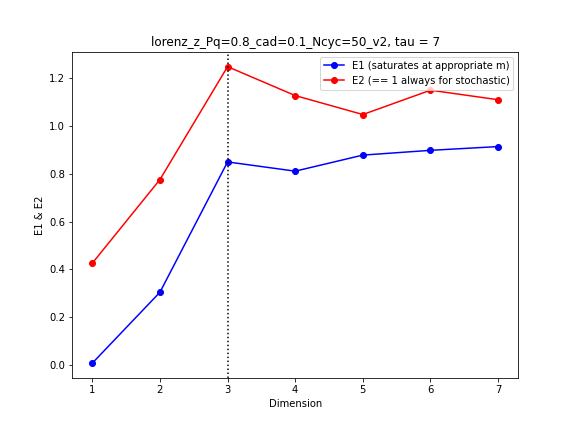 lorenz_z_Pq=0.8_cad=0.1_Ncyc=50_v2, tau = 7
E1 (saturates at appropriate m)
E2 (== 1 always for stochastic)
E1 & E2
1.2
1.0
0.8
0.6
0.4
0.2
0.0
1 2 3 4 5 6 7
Dimension